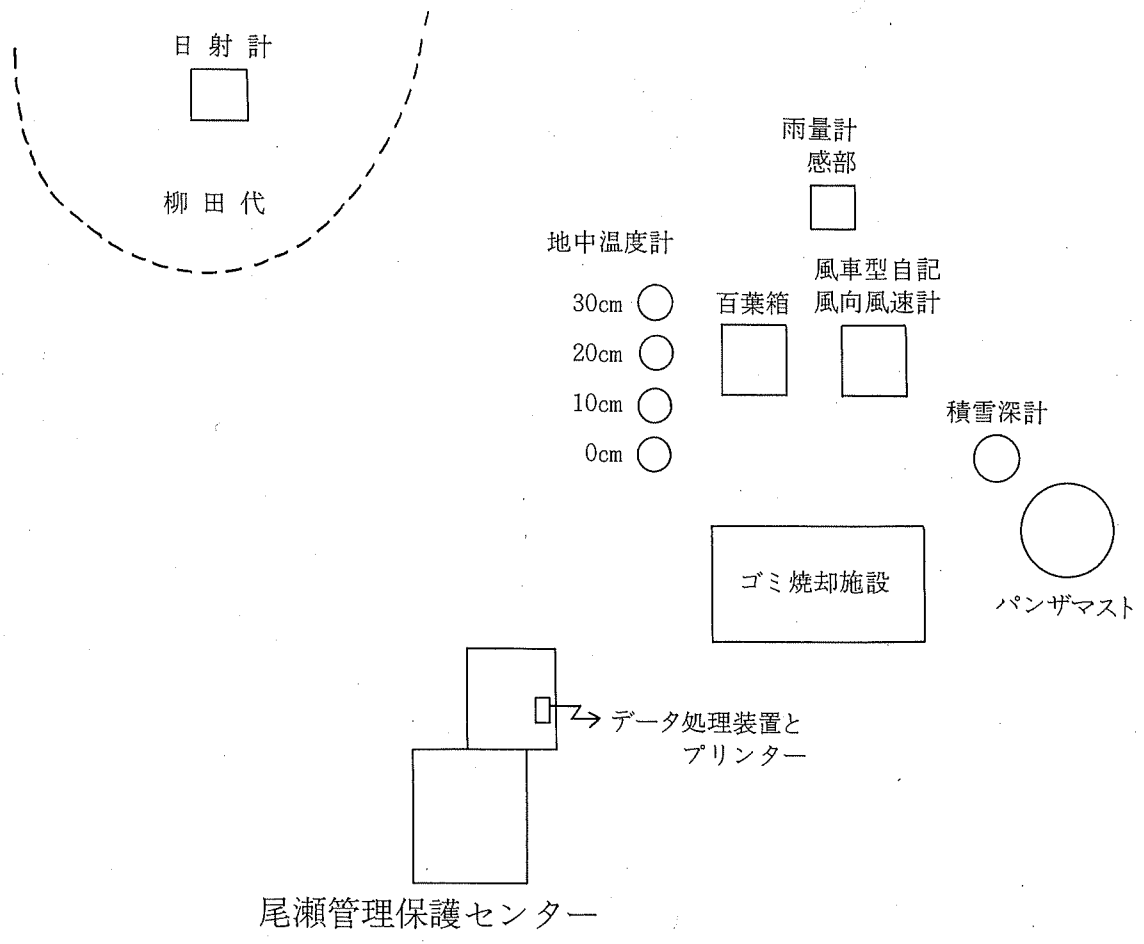 日射計
柳田代
雨量計
感部
地中温度計
30cm
20cm
10cm
0cm
百葉箱
風車型自記
風向風速計
積雪深計
パンザマスト
ゴミ焼却施設
データ処理装置と
プリンター
尾瀬管理保護センター